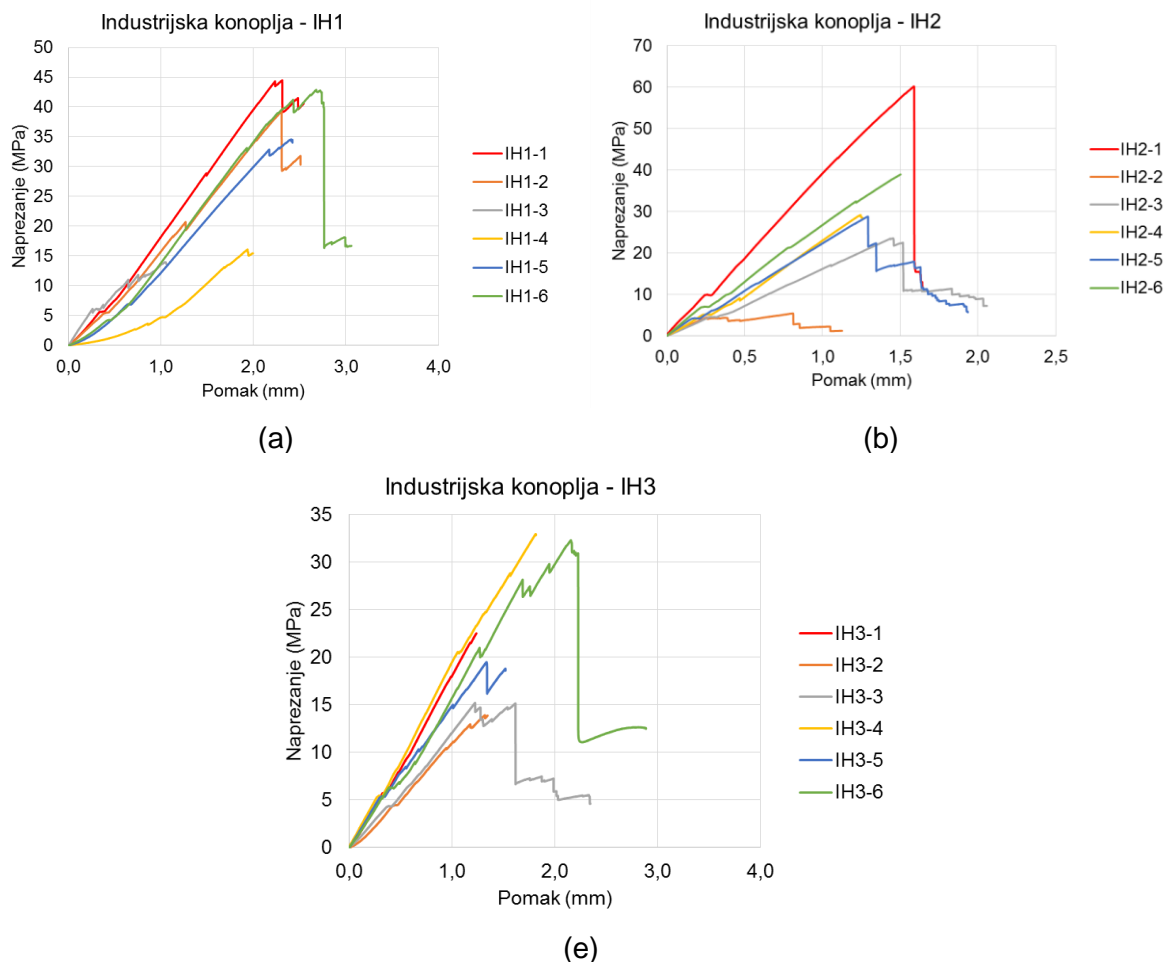 Industrijska konoplja - IH1
50
45
40
35
30
25
20
15
10
5
0
Naprezanje (MPa)
0,0 1,0 2,0 3,0 4,0
Pomak (mm)
IH1-1
IH1-2
IH1-3
IH1-4
IH1-5
IH1-6
(a)
Industrijska konoplja - IH2
70
60
50
40
30
20
10
0
Naprezanje (MPa)
0,0 0,5 1,0 1,5 2,0 2,5
Pomak (mm)
IH2-1
IH2-2
IH2-3
IH2-4
IH2-5
IH2-6
(b)
Industrijska konoplja - IH3
35
30
25
20
15
10
5
0
Naprezanje (MPa)
0,0 1,0 2,0 3,0 4,0
Pomak (mm)
IH3-1
IH3-2
IH3-3
IH3-4
IH3-5
IH3-6
(e)